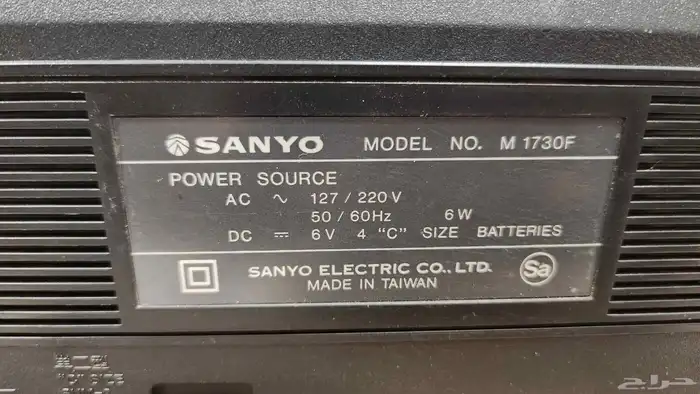 SANYO MODEL NO. M 1730F
POWER SOURCE
AC ~ 127 / 220 V
50 / 60Hz 6 W
DC ⎓ 6 V 4 "C" SIZE BATTERIES
SANYO ELECTRIC CO., LTD. Sa
MADE IN TAIWAN
حراج